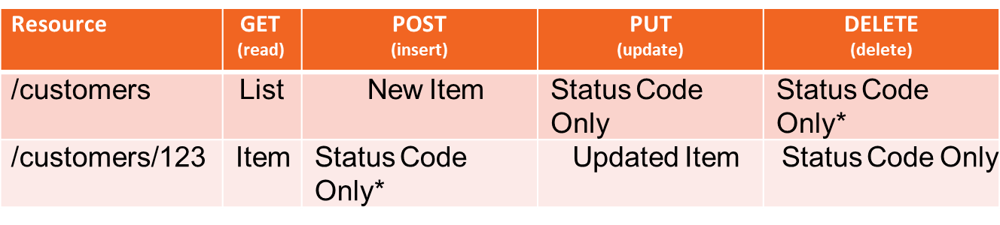 Resource GET POST PUT DELETE
(read) (insert) (update) (delete)
/customers List New Item Status Code Status Code
Only Only*
/customers/123 Item Status Code Updated Item Status Code Only
Only*